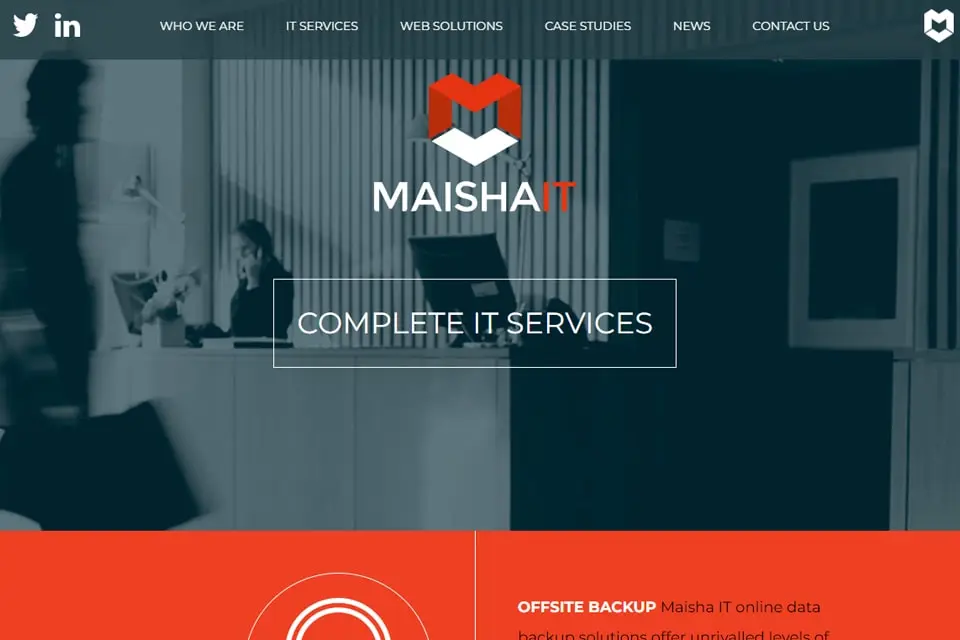 WHO WE ARE IT SERVICES WEB SOLUTIONS CASE STUDIES NEWS CONTACT US
MAISHAIT
COMPLETE IT SERVICES
OFFSITE BACKUP Maisha IT online data
backup solutions offer unrivalled levels of